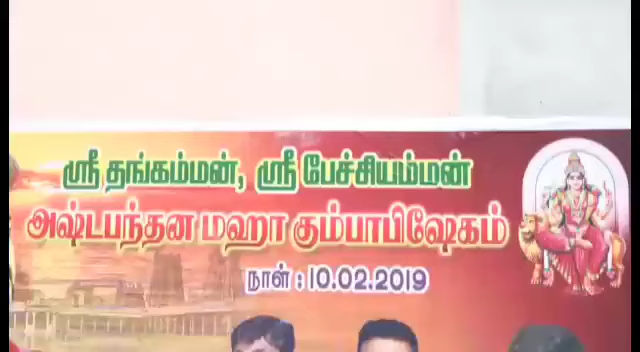 ஸ்ரீ தங்கம்மன், ஸ்ரீ பேச்சியம்மன்
அஷ்டபந்தன மஹா கும்பாபிஷேகம்
நாள் : 10.02.2019